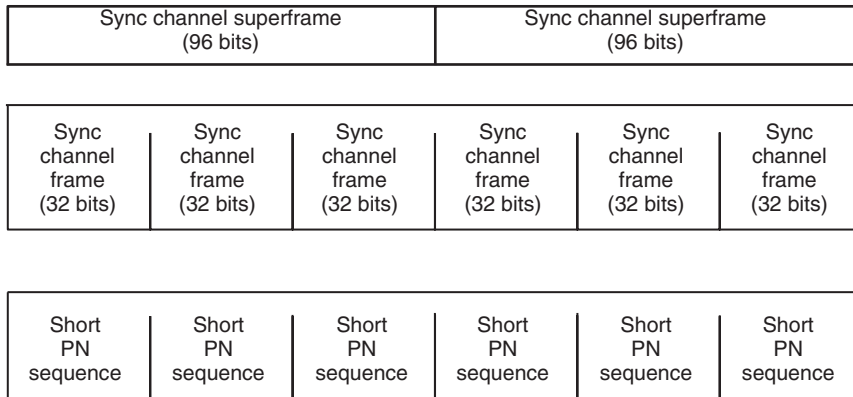 Sync channel superframe
(96 bits)
Sync channel superframe
(96 bits)
Sync
channel
frame
(32 bits)
Sync
channel
frame
(32 bits)
Sync
channel
frame
(32 bits)
Sync
channel
frame
(32 bits)
Sync
channel
frame
(32 bits)
Sync
channel
frame
(32 bits)
Short
PN
sequence
Short
PN
sequence
Short
PN
sequence
Short
PN
sequence
Short
PN
sequence
Short
PN
sequence